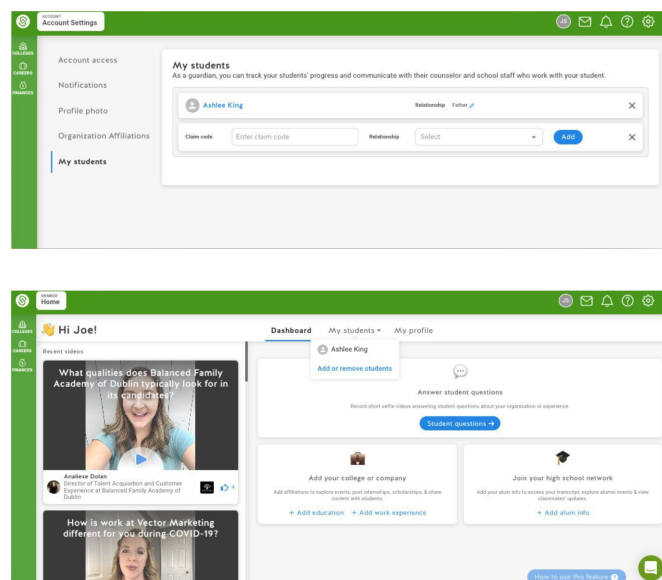 ACCOUNT
Account Settings
JS
COLLEGES
CAREERS
FINANCES
Account access
Notifications
Profile photo
Organization Affiliations
My students
My students
As a guardian, you can track your students' progress and communicate with their counselor and school staff who work with your student.
Ashlee King
Relationship Father
Claim code Enter claim code Relationship Select Add
MEMBER
Home
JS
COLLEGES
CAREERS
FINANCES
Hi Joe!
Dashboard My students My profile
Ashlee King
Add or remove students
Recent videos
What qualities does Balanced Family
Academy of Dublin typically look for in
its candidates?
Analiese Dolan
Director of Talent Acquisition and Customer
Experience at Balanced Family Academy of
Dublin
4
How is work at Vector Marketing
different for you during COVID-19?
Answer student questions
Record short selfie videos answering student questions about your organization or experience.
Student questions →
Add your college or company
Add affiliations to explore events, post internships, scholarships, & share
content with students.
+ Add education + Add work experience
Join your high school network
Add your alum info to access your transcript, explore alumni events & view
classmates' updates.
+ Add alum info
How to use this feature